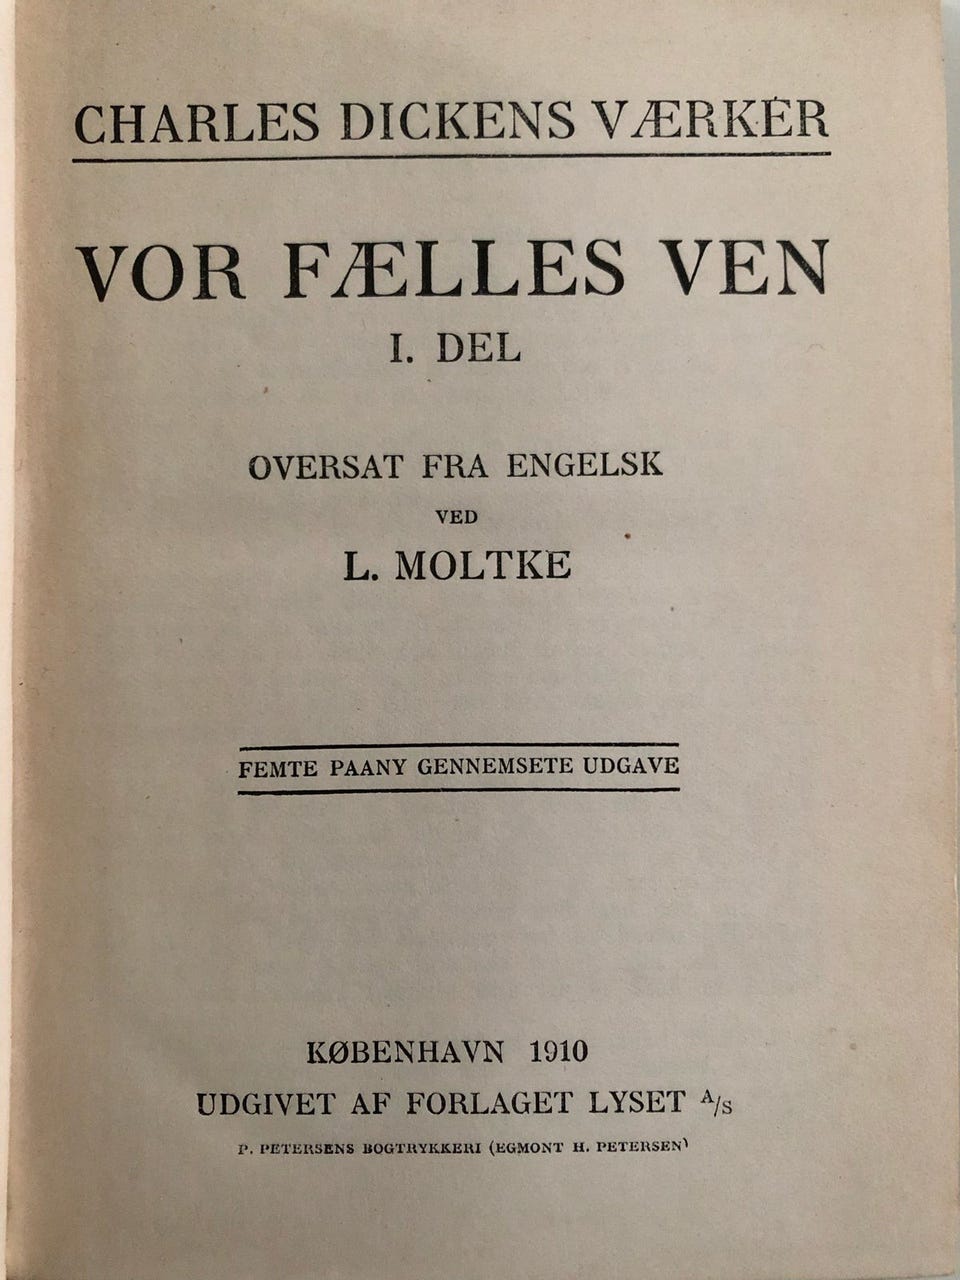 CHARLES DICKENS VÆRKER
VOR FÆLLES VEN
I. DEL
OVERSAT FRA ENGELSK
VED
L. MOLTKE
FEMTE PAANY GENNEMSETE UDGAVE
KØBENHAVN 1910
UDGIVET AF FORLAGET LYSET A/S
P. PETERSENS BOGTRYKKERI (EGMONT H. PETERSEN)